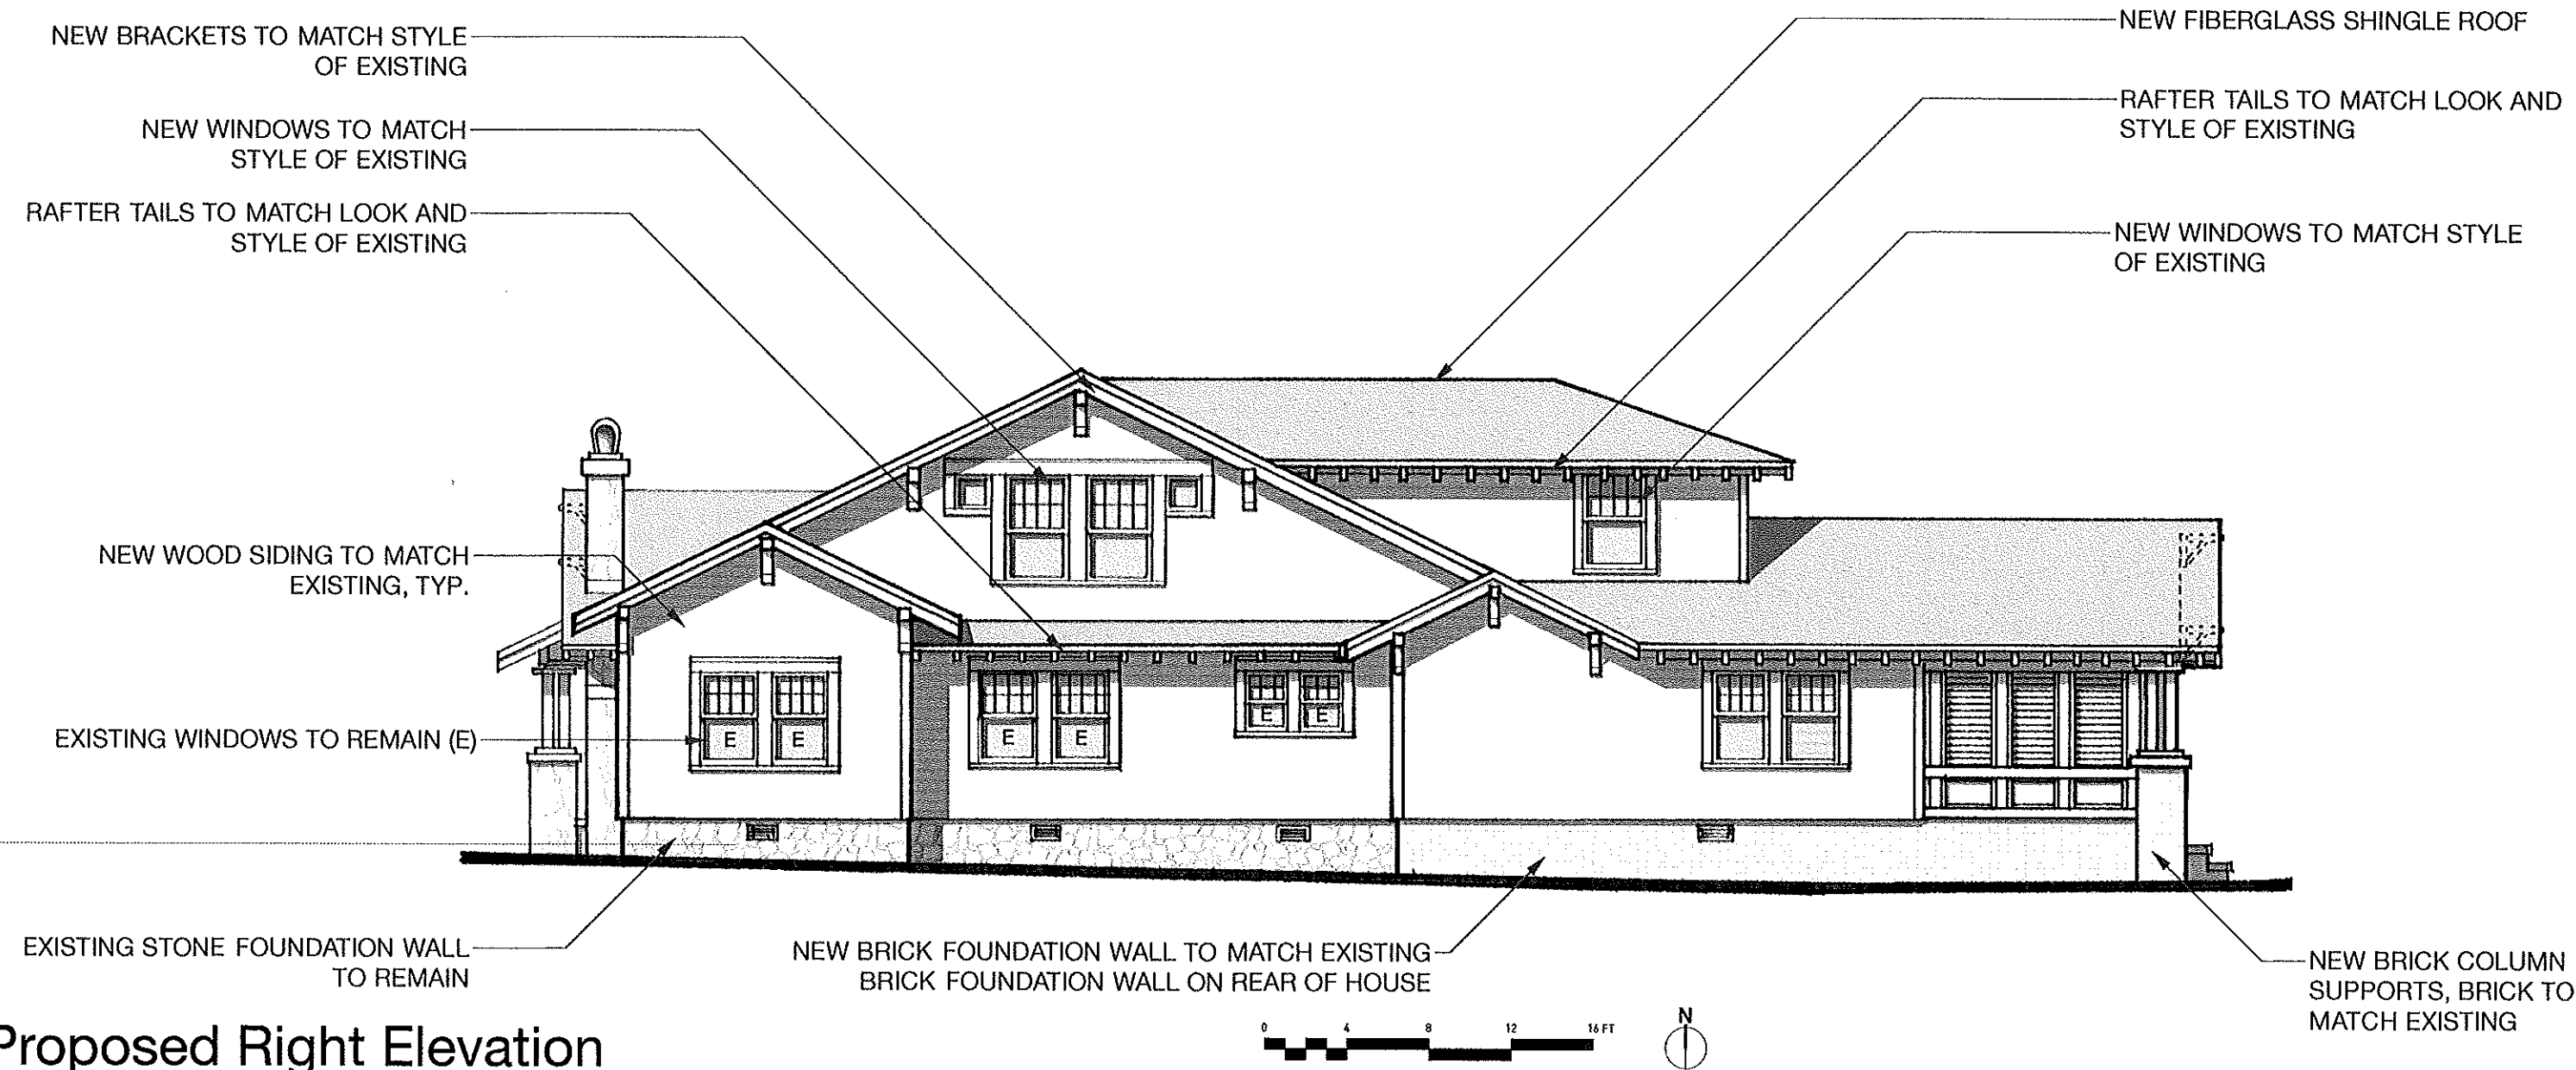 NEW BRACKETS TO MATCH STYLE
OF EXISTING
NEW WINDOWS TO MATCH
STYLE OF EXISTING
RAFTER TAILS TO MATCH LOOK AND
STYLE OF EXISTING
NEW WOOD SIDING TO MATCH
EXISTING, TYP.
EXISTING WINDOWS TO REMAIN (E)
EXISTING STONE FOUNDATION WALL
TO REMAIN
NEW FIBERGLASS SHINGLE ROOF
RAFTER TAILS TO MATCH LOOK AND
STYLE OF EXISTING
NEW WINDOWS TO MATCH STYLE
OF EXISTING
E E
E E
E E
NEW BRICK FOUNDATION WALL TO MATCH EXISTING
BRICK FOUNDATION WALL ON REAR OF HOUSE
NEW BRICK COLUMN
SUPPORTS, BRICK TO
MATCH EXISTING
Proposed Right Elevation
0 4 8 12 16 FT
N